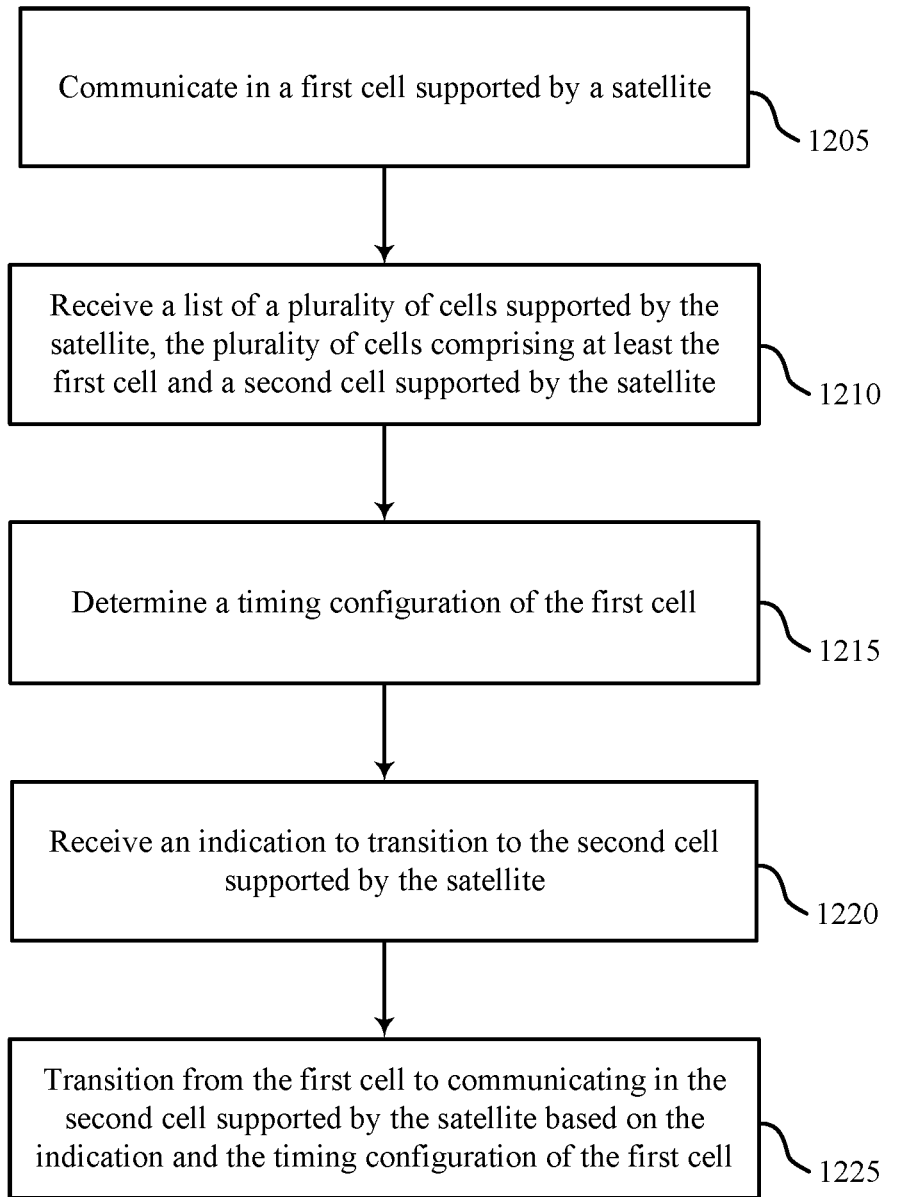 Communicate in a first cell supported by a satellite
1205
Receive a list of a plurality of cells supported by the
satellite, the plurality of cells comprising at least the
first cell and a second cell supported by the satellite
1210
Determine a timing configuration of the first cell
1215
Receive an indication to transition to the second cell
supported by the satellite
1220
Transition from the first cell to communicating in the
second cell supported by the satellite based on the
indication and the timing configuration of the first cell
1225